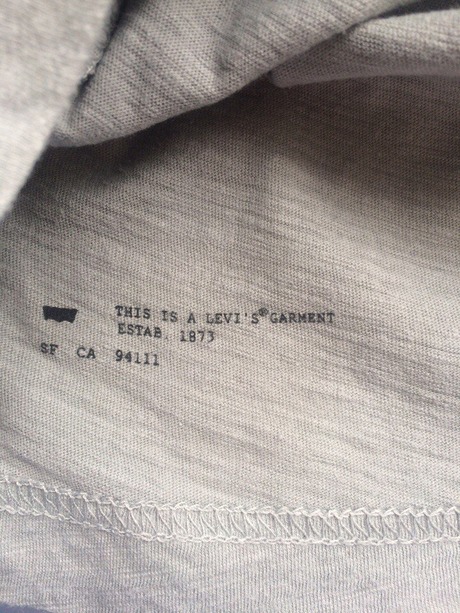 THIS IS A LEVI'S® GARMENT
ESTAB. 1873
SF CA 94111